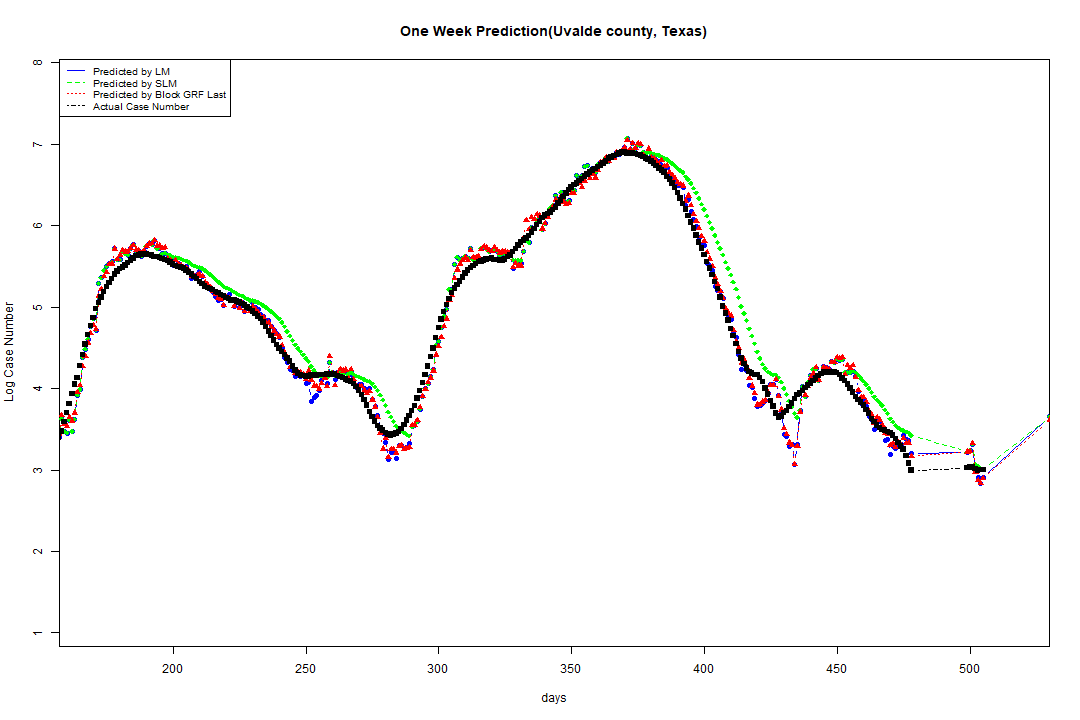 One Week Prediction(Uvalde county, Texas)
Predicted by LM
Predicted by SLM
Predicted by Block GRF Last
Actual Case Number
8
7
6
5
4
3
2
1
Log Case Number
200 250 300 350 400 450 500
days